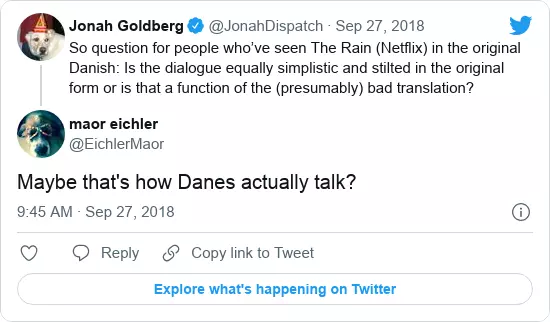 Jonah Goldberg @JonahDispatch · Sep 27, 2018
So question for people who've seen The Rain (Netflix) in the original
Danish: Is the dialogue equally simplistic and stilted in the original
form or is that a function of the (presumably) bad translation?
maor eichler
@EichlerMaor
Maybe that's how Danes actually talk?
9:45 AM · Sep 27, 2018
Reply Copy link to Tweet
Explore what's happening on Twitter